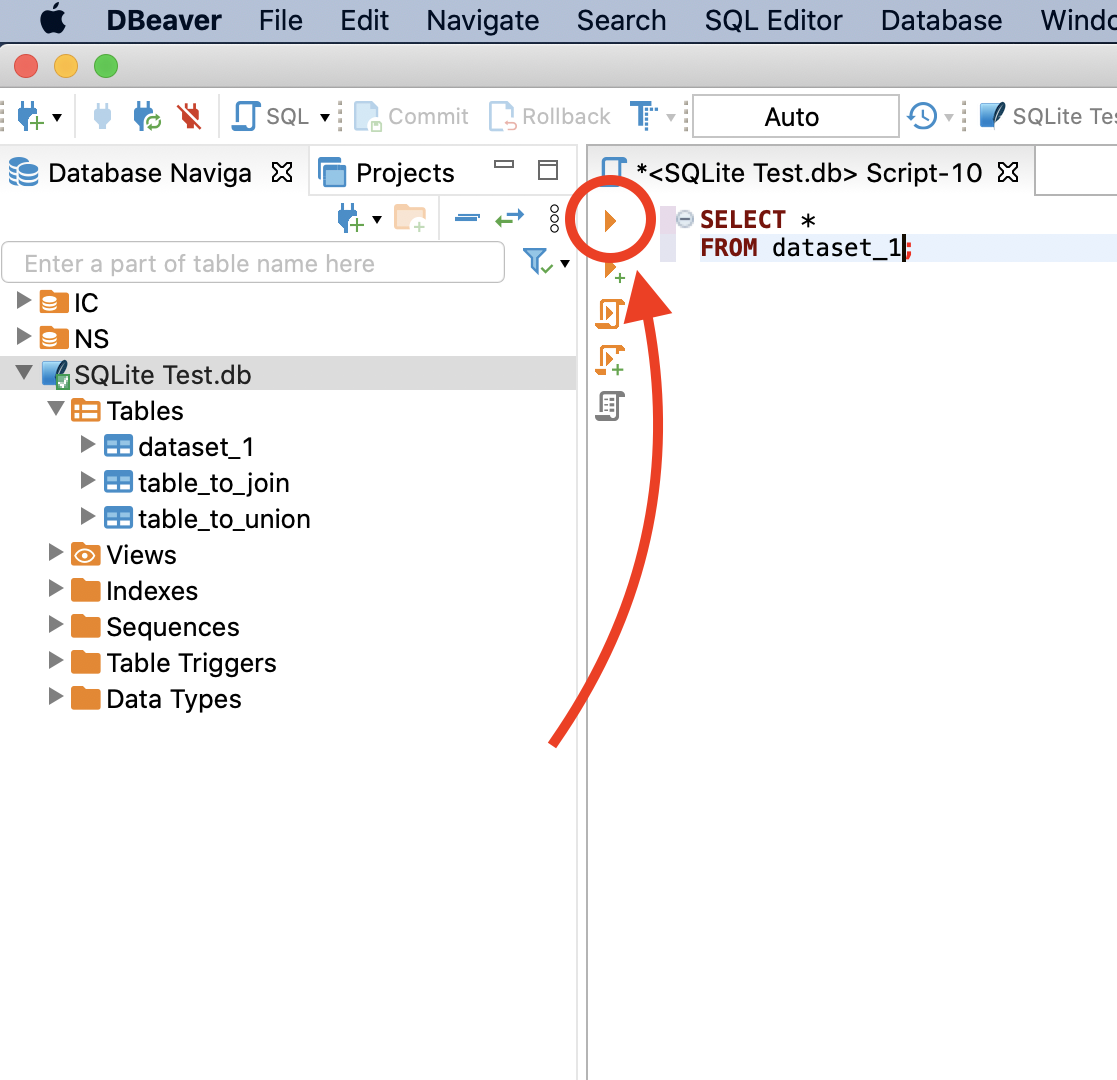 DBeaver File Edit Navigate Search SQL Editor Database
SQL Commit Rollback Auto SQLite
Database Naviga Projects *<SQLite Test.db> Script-10
Enter a part of table name here
SELECT *
FROM dataset_1;
IC
NS
SQLite Test.db
Tables
dataset_1
table_to_join
table_to_union
Views
Indexes
Sequences
Table Triggers
Data Types